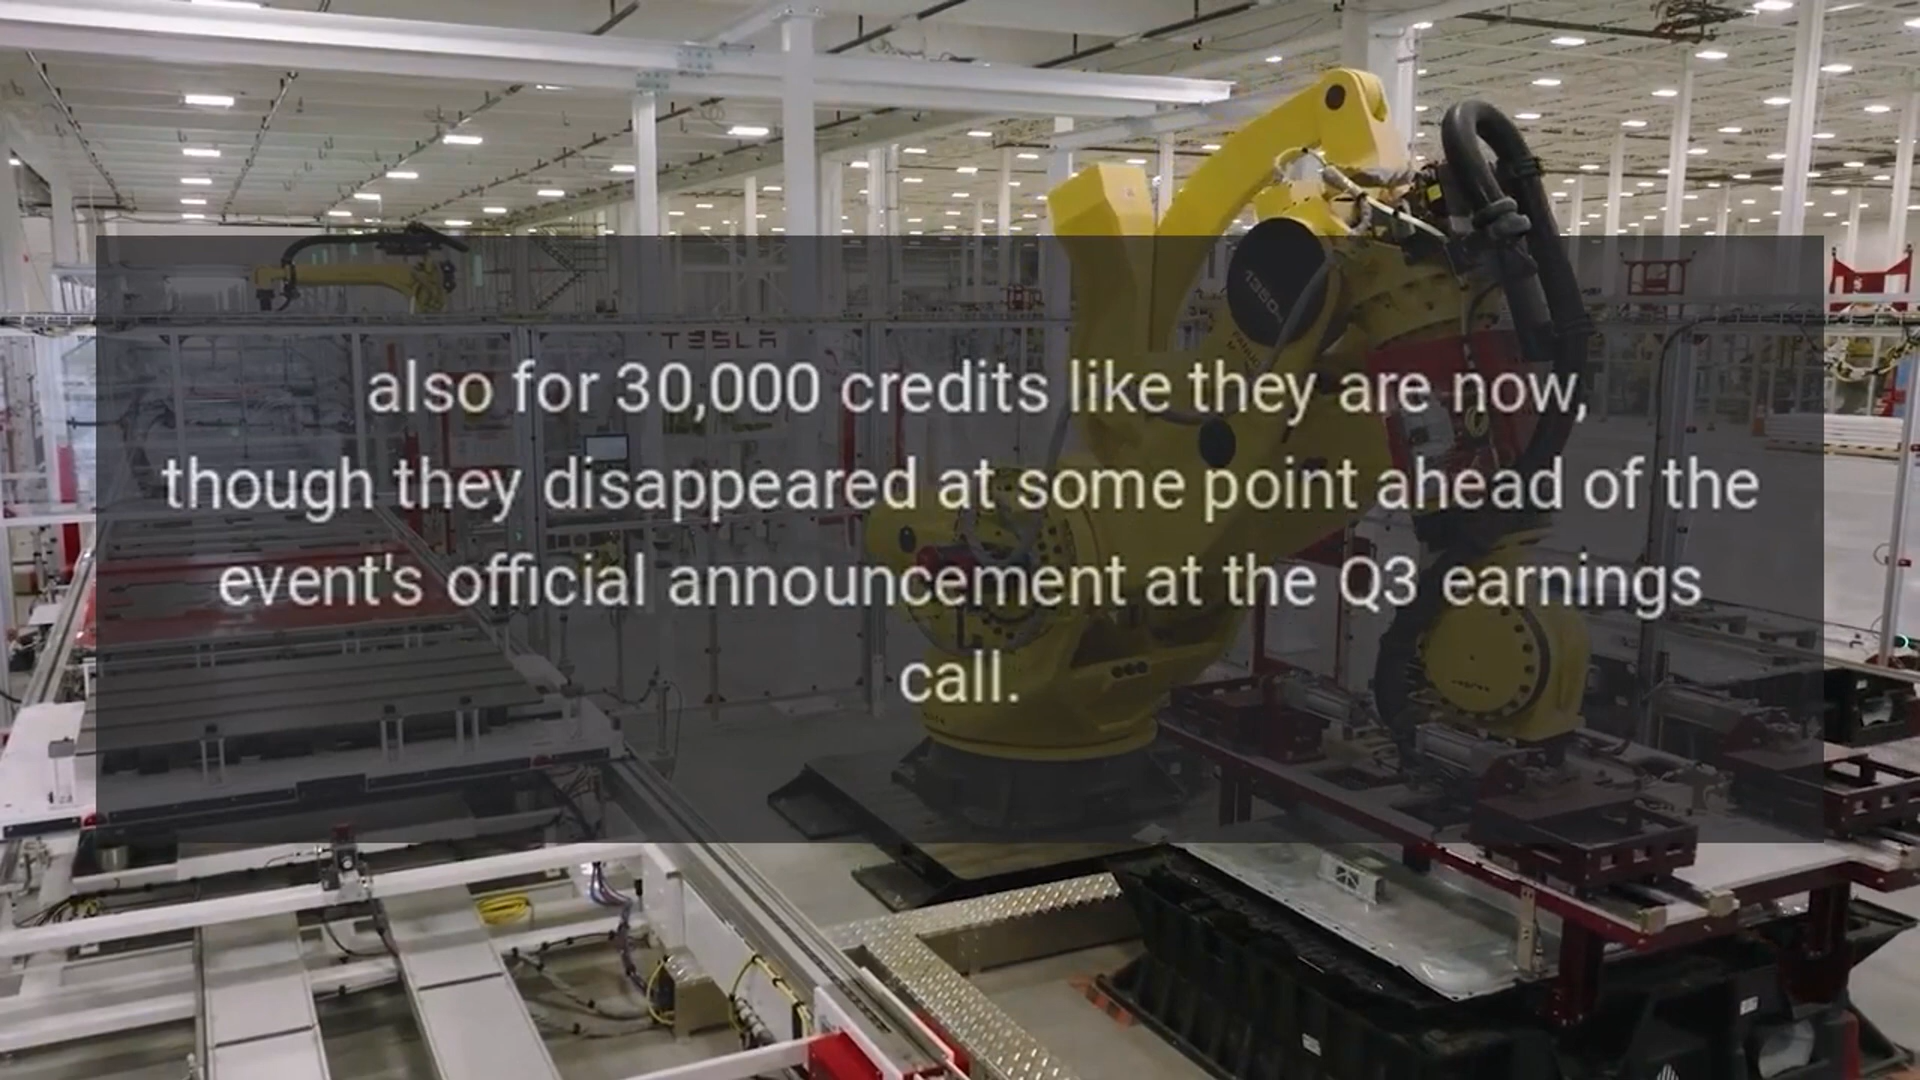 TESLA
also for 30,000 credits like they are now,
though they disappeared at some point ahead of the
event's official announcement at the Q3 earnings
call.